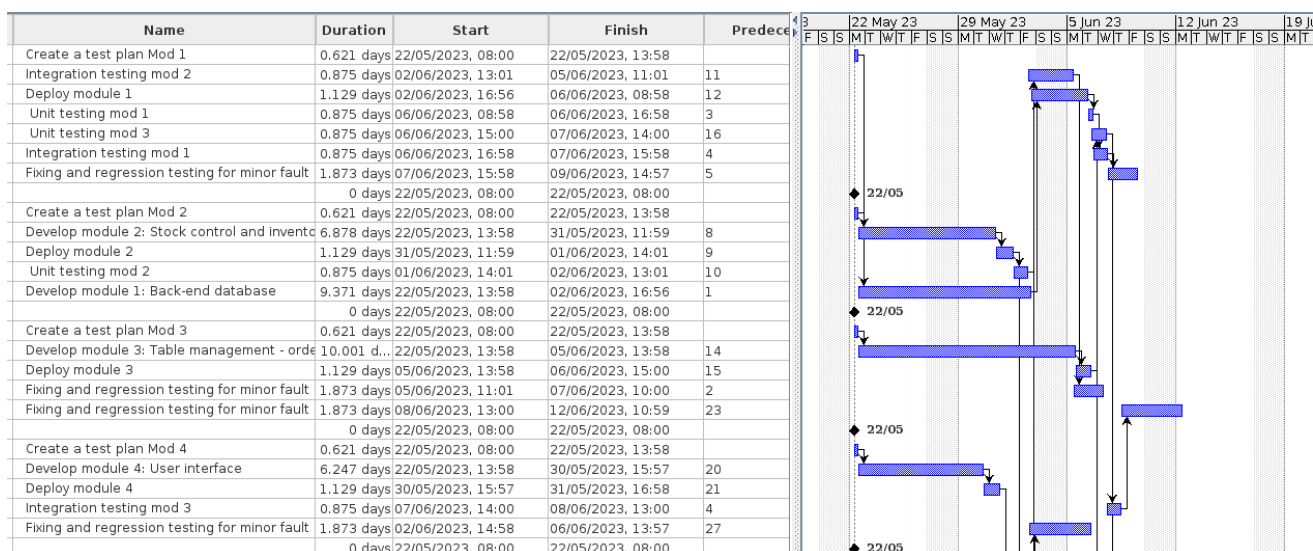 Name Duration Start Finish Predece
3 22 May 23 29 May 23 5 Jun 23 12 Jun 23 19 Ju
F S S M T W T F S S M T W T F S S M T W T F S S M T W T F S S M T
Create a test plan Mod 1 0.621 days 22/05/2023, 08:00 22/05/2023, 13:58
Integration testing mod 2 0.875 days 02/06/2023, 13:01 05/06/2023, 11:01 11
Deploy module 1 1.129 days 02/06/2023, 16:56 06/06/2023, 08:58 12
Unit testing mod 1 0.875 days 06/06/2023, 08:58 06/06/2023, 16:58 3
Unit testing mod 3 0.875 days 06/06/2023, 15:00 07/06/2023, 14:00 16
Integration testing mod 1 0.875 days 06/06/2023, 16:58 07/06/2023, 15:58 4
Fixing and regression testing for minor fault 1.873 days 07/06/2023, 15:58 09/06/2023, 14:57 5
0 days 22/05/2023, 08:00 22/05/2023, 08:00 22/05
Create a test plan Mod 2 0.621 days 22/05/2023, 08:00 22/05/2023, 13:58
Develop module 2: Stock control and invento 6.878 days 22/05/2023, 13:58 31/05/2023, 11:59 8
Deploy module 2 1.129 days 31/05/2023, 11:59 01/06/2023, 14:01 9
Unit testing mod 2 0.875 days 01/06/2023, 14:01 02/06/2023, 13:01 10
Develop module 1: Back-end database 9.371 days 22/05/2023, 13:58 02/06/2023, 16:56 1
0 days 22/05/2023, 08:00 22/05/2023, 08:00 22/05
Create a test plan Mod 3 0.621 days 22/05/2023, 08:00 22/05/2023, 13:58
Develop module 3: Table management - orde 10.001 d... 22/05/2023, 13:58 05/06/2023, 13:58 14
Deploy module 3 1.129 days 05/06/2023, 13:58 06/06/2023, 15:00 15
Fixing and regression testing for minor fault 1.873 days 05/06/2023, 11:01 07/06/2023, 10:00 2
Fixing and regression testing for minor fault 1.873 days 08/06/2023, 13:00 12/06/2023, 10:59 23
0 days 22/05/2023, 08:00 22/05/2023, 08:00 22/05
Create a test plan Mod 4 0.621 days 22/05/2023, 08:00 22/05/2023, 13:58
Develop module 4: User interface 6.247 days 22/05/2023, 13:58 30/05/2023, 15:57 20
Deploy module 4 1.129 days 30/05/2023, 15:57 31/05/2023, 16:58 21
Integration testing mod 3 0.875 days 07/06/2023, 14:00 08/06/2023, 13:00 4
Fixing and regression testing for minor fault 1.873 days 02/06/2023, 14:58 06/06/2023, 13:57 27
0 days 22/05/2023, 08:00 22/05/2023, 08:00 22/05